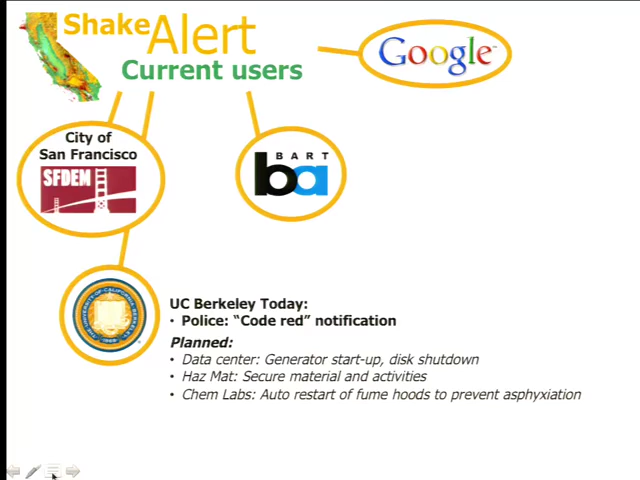 ShakeAlert
Current users
Google™
City of
San Francisco
SFDEM
BART
ba
UC Berkeley Today:
• Police: “Code red” notification
Planned:
• Data center: Generator start-up, disk shutdown
• Haz Mat: Secure material and activities
• Chem Labs: Auto restart of fume hoods to prevent asphyxiation